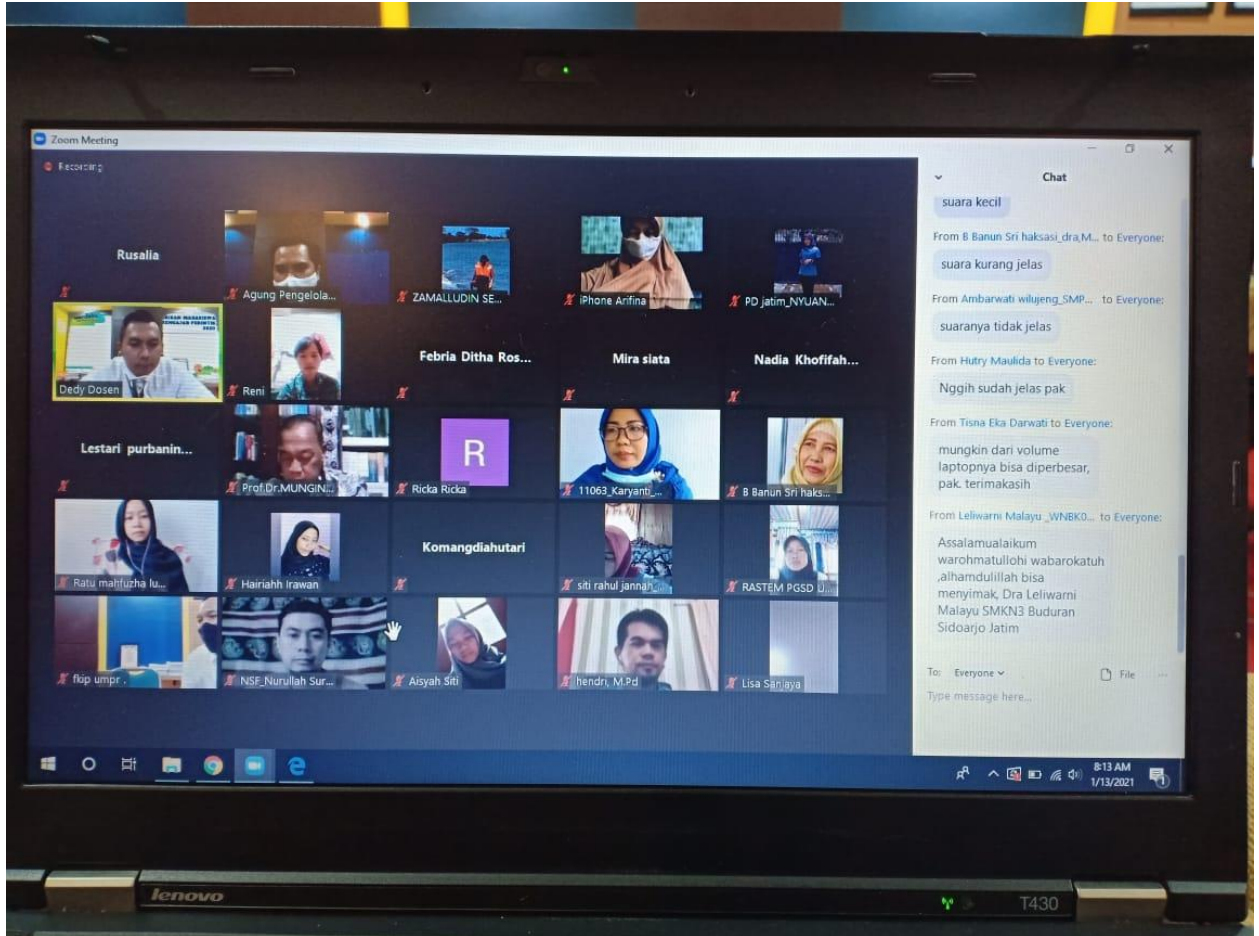 Zoom Meeting
Recording
Rusalia
Agung Pengelola...
ZAMALLUDIN SE...
iPhone Arifina
PD jatim_NYUAN...
MAHASISWA
2020
Dedy Dosen
Reni
Febria Ditha Ros...
Mira siata
Nadia Khofifah...
Lestari purbanin...
Prof.Dr.MUNGIN...
R
Ricka Ricka
11063_Karyanti_...
B Banun Sri haks...
Ratu mahfuzha lu...
Hairiahh Irawan
Komangdiahutari
siti rahul jannah_...
RASTEM PGSD U...
fkip umpr .
NSF_Nurullah Sur...
Aisyah Siti
hendri, M.Pd
Lisa Sanjaya
Chat
suara kecil
From B Banun Sri haksasi_dra,M... to Everyone:
suara kurang jelas
From Ambarwati wilujeng_SMP... to Everyone:
suaranya tidak jelas
From Hutry Maulida to Everyone:
Nggih sudah jelas pak
From Tisna Eka Darwati to Everyone:
mungkin dari volume
laptopnya bisa diperbesar,
pak. terimakasih
From Leliwarni Malayu _WNBK0... to Everyone:
Assalamualaikum
warohmatullohi wabarokatuh
,alhamdulillah bisa
menyimak, Dra Leliwarni
Malayu SMKN3 Buduran
Sidoarjo Jatim
To: Everyone
File
Type message here...
8:13 AM
1/13/2021
lenovo
T430